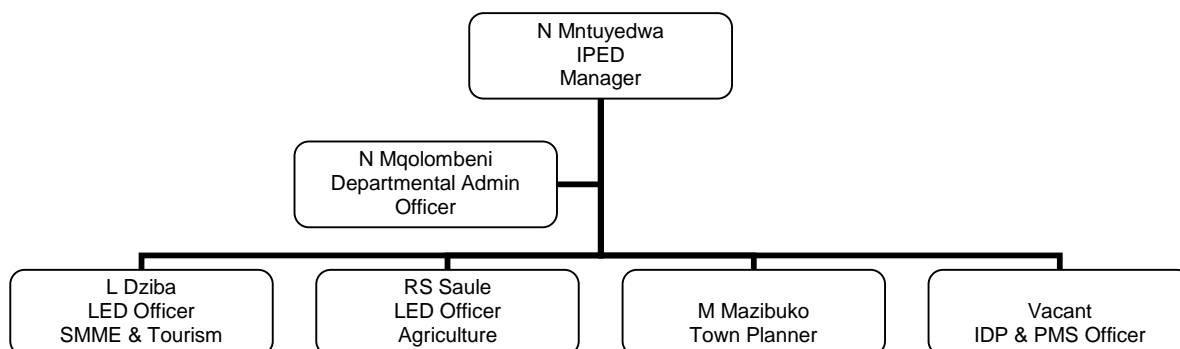 N Mntuyedwa
IPED
Manager
N Mqolombeni
Departmental Admin
Officer
L Dziba
LED Officer
SMME & Tourism
RS Saule
LED Officer
Agriculture
M Mazibuko
Town Planner
Vacant
IDP & PMS Officer